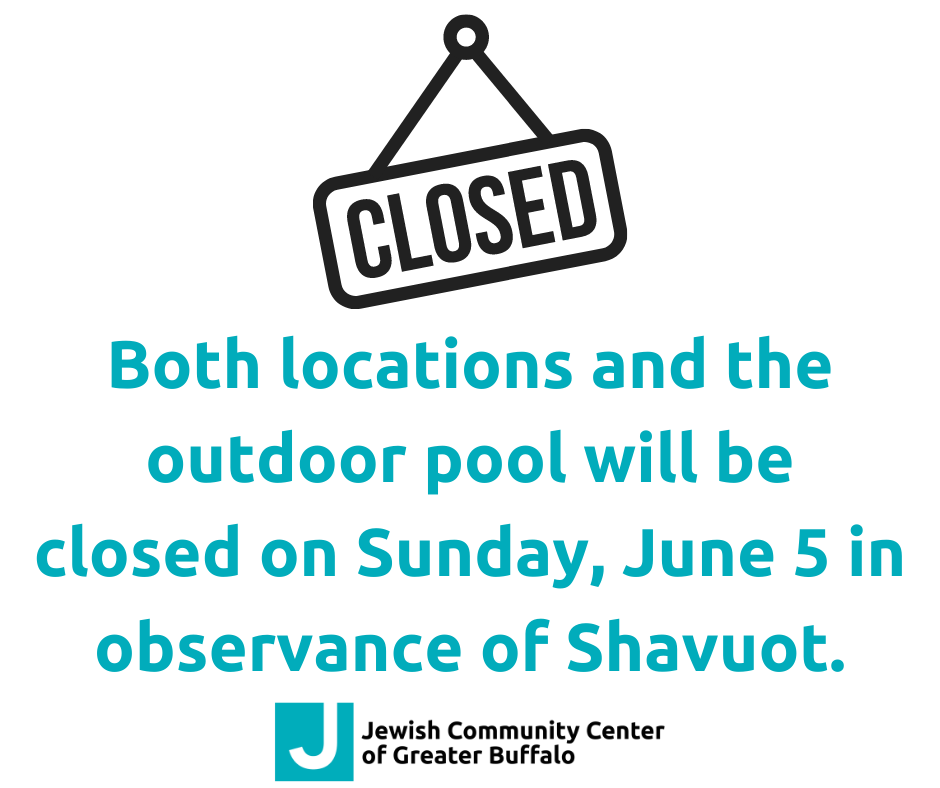 CLOSED
Both locations and the
outdoor pool will be
closed on Sunday, June 5 in
observance of Shavuot.
J
Jewish Community Center
of Greater Buffalo